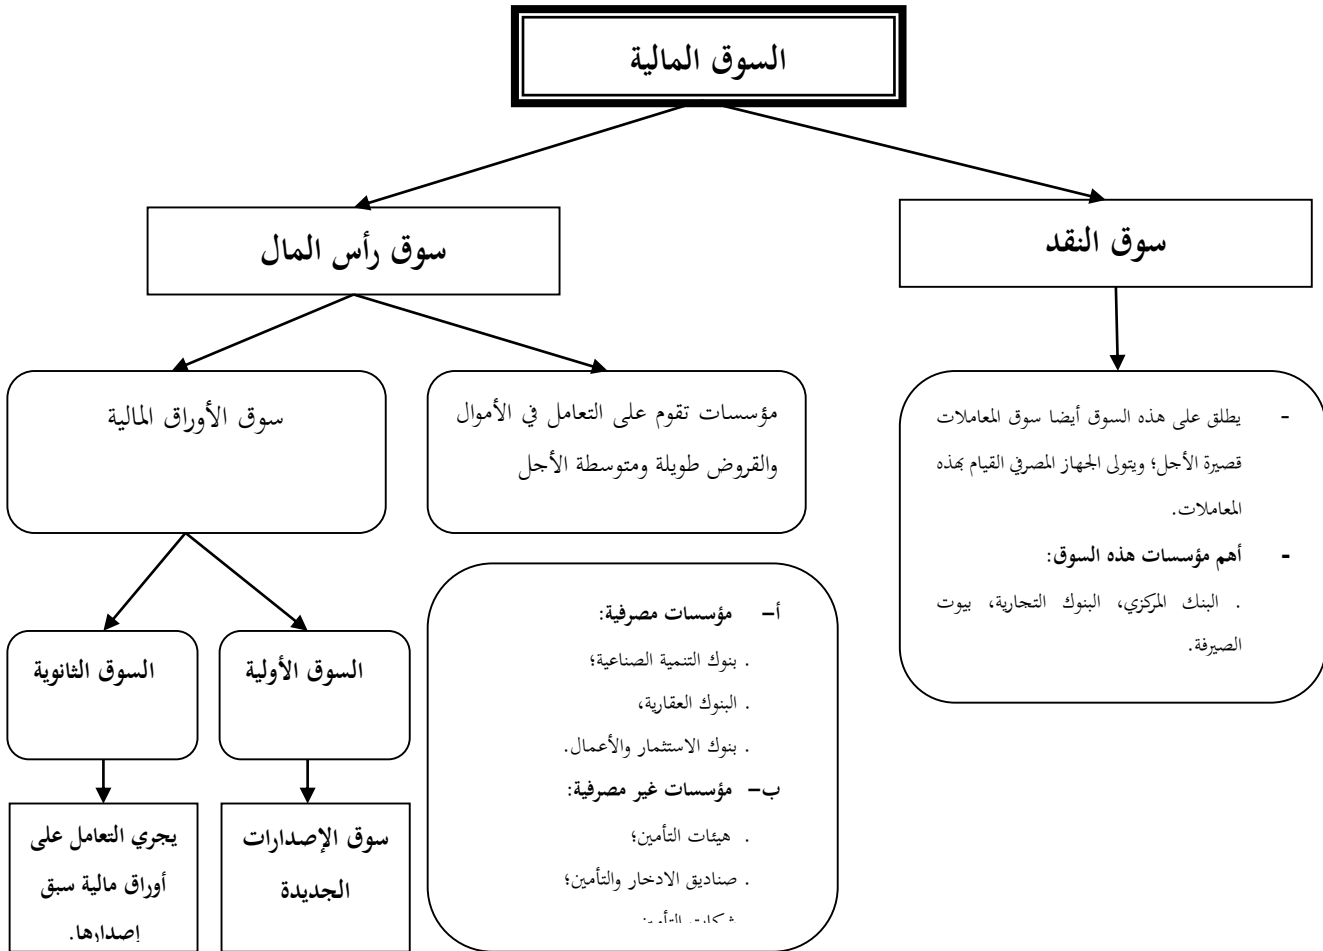 السوق المالية
سوق النقد
سوق رأس المال
- يطلق على هذه السوق أيضا سوق المعاملات
قصيرة الأجل؛ ويتولى الجهاز المصرفي القيام بهذه
المعاملات.
- أهم مؤسسات هذه السوق:
. البنك المركزي، البنوك التجارية، بيوت
الصيرفة.
مؤسسات تقوم على التعامل في الأموال
والقروض طويلة ومتوسطة الأجل
سوق الأوراق المالية
أ– مؤسسات مصرفية:
. بنوك التنمية الصناعية؛
. البنوك العقارية،
. بنوك الاستثمار والأعمال.
ب– مؤسسات غير مصرفية:
. هيئات التأمين؛
. صناديق الادخار والتأمين؛
شركات التأمين
السوق الأولية
السوق الثانوية
سوق الإصدارات
الجديدة
يجري التعامل على
أوراق مالية سبق
إصدارها.